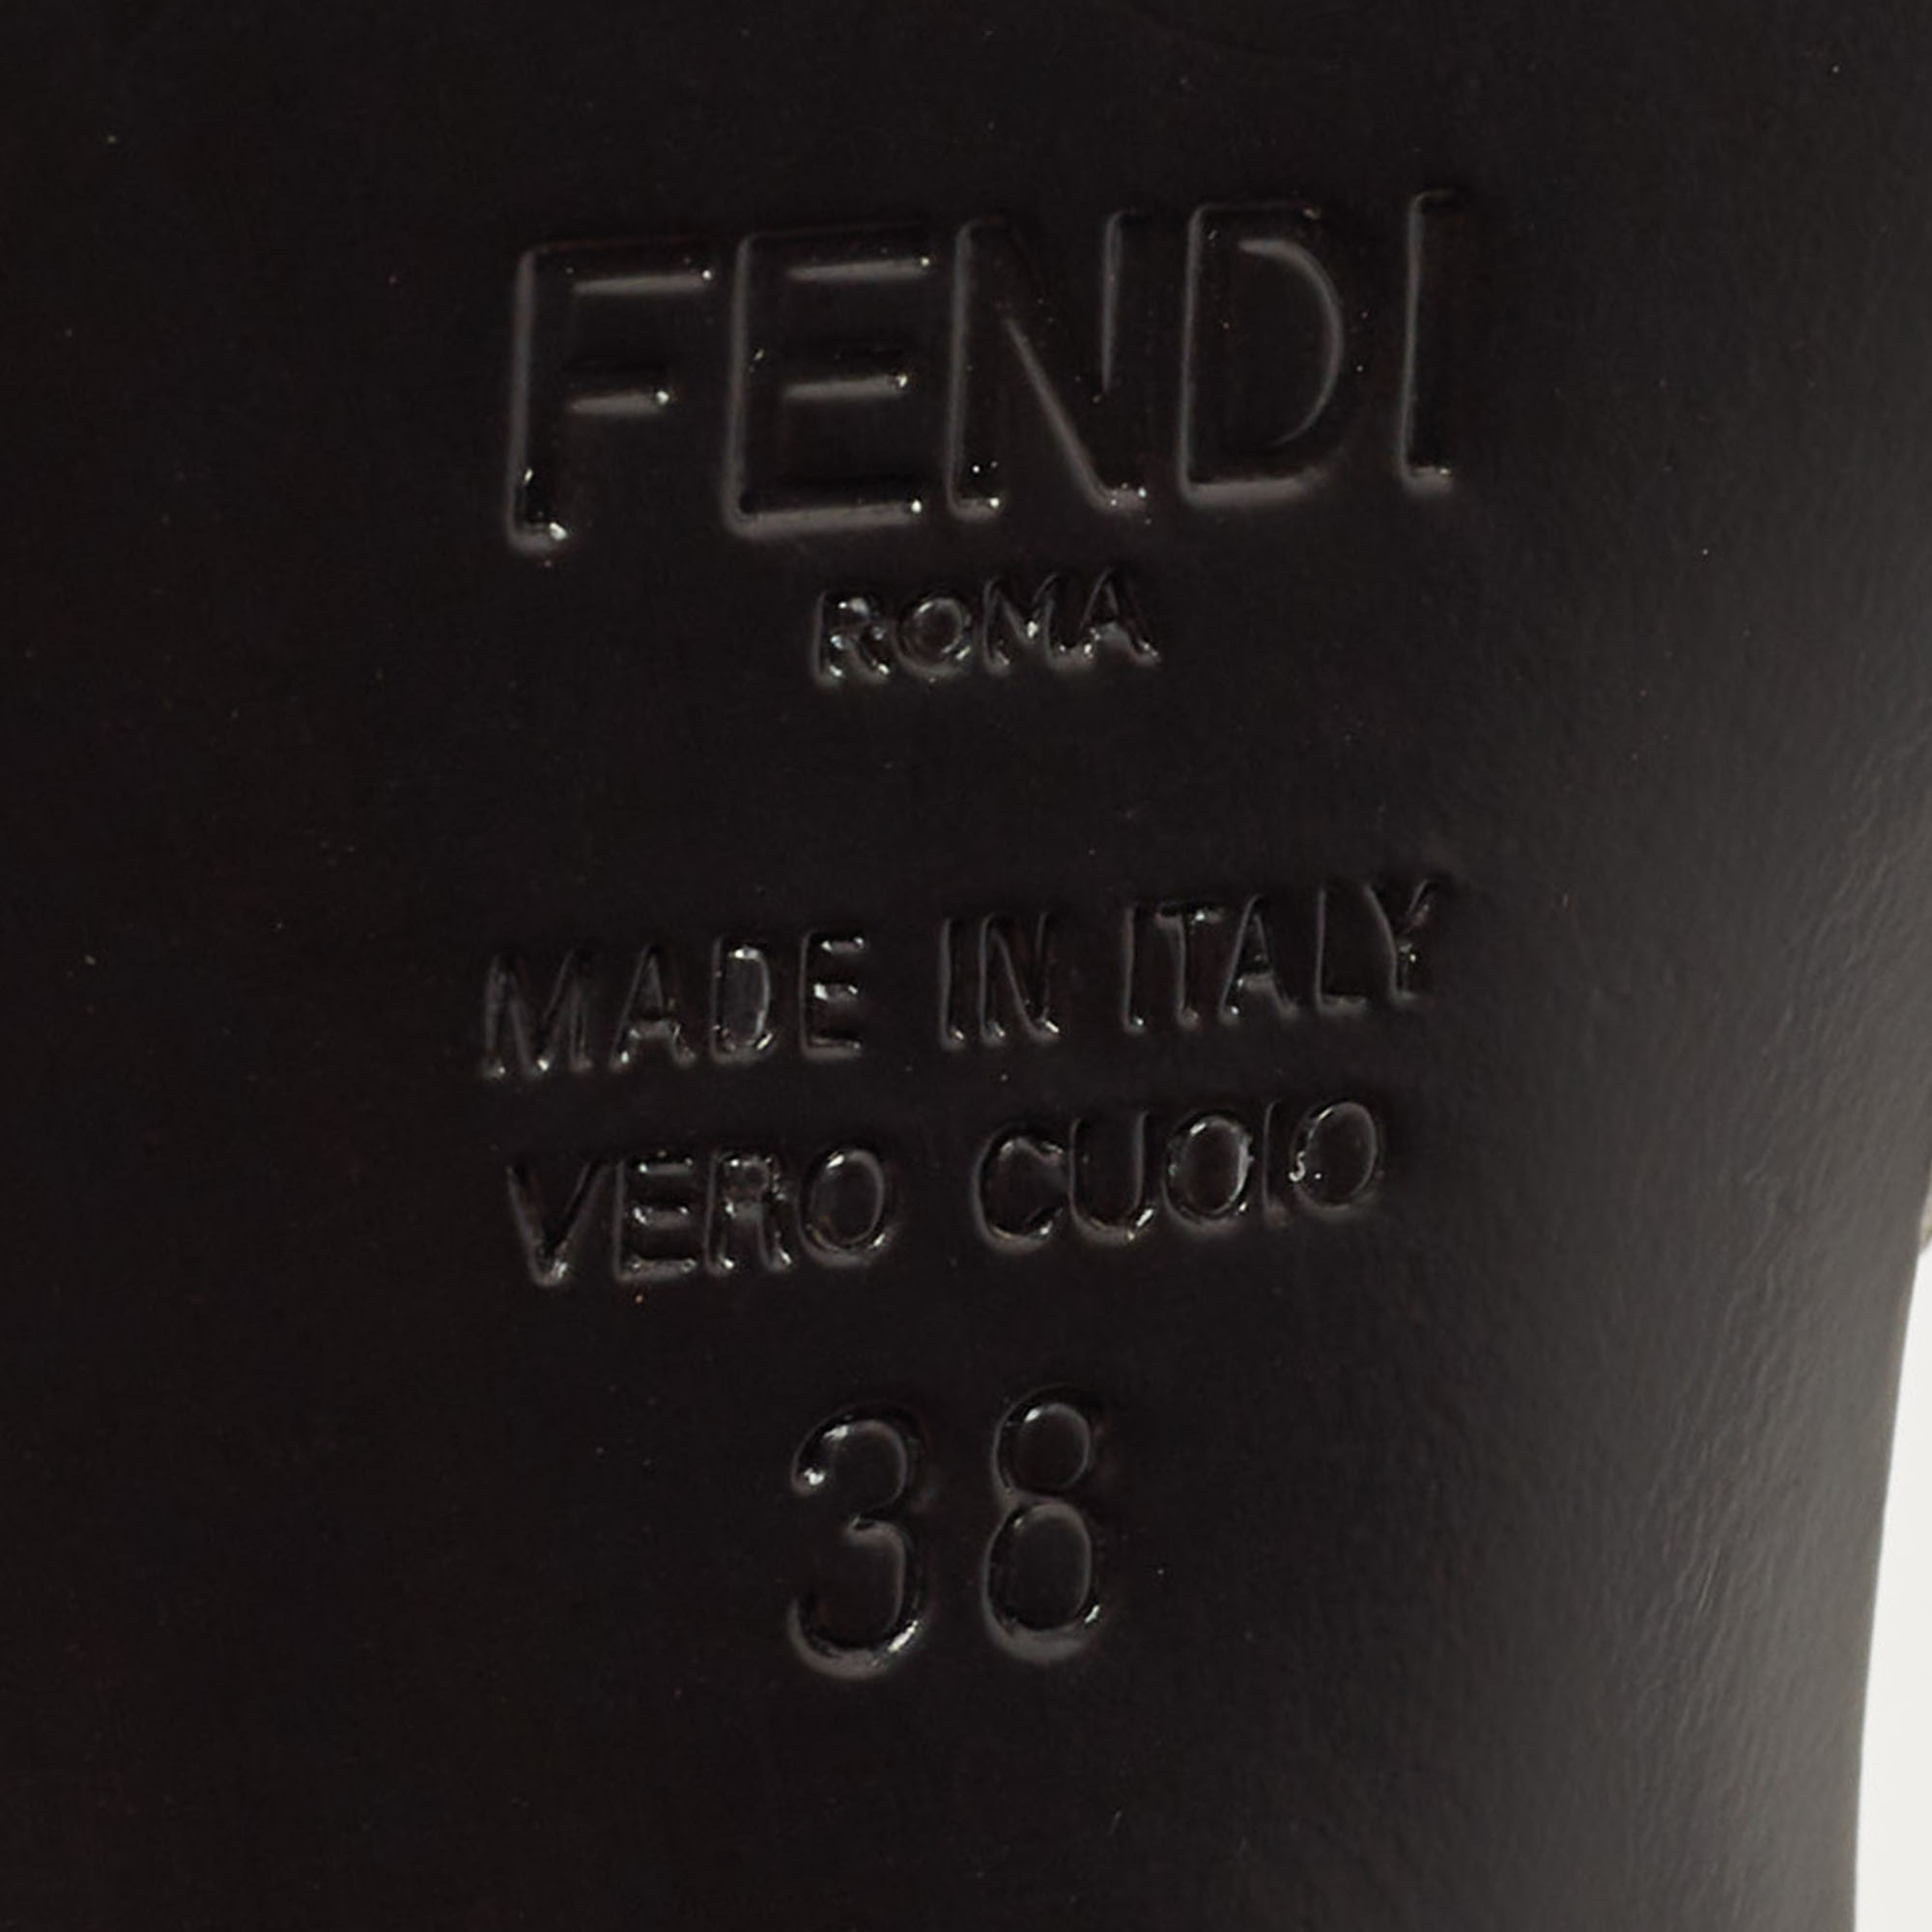 FENDI
ROMA
MADE IN ITALY
VERO CUOIO
38